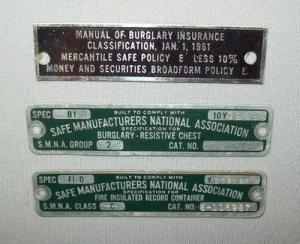 MANUAL OF BURGLARY INSURANCE
CLASSIFICATION, JAN. 1, 1961
MERCANTILE SAFE POLICY E LESS 10%
MONEY AND SECURITIES BROADFORM POLICY E
BUILT TO COMPLY WITH
SPEC B1 10Y
SAFE MANUFACTURERS NATIONAL ASSOCIATION
SPECIFICATION FOR
BURGLARY - RESISTIVE CHEST
S.M.N.A. GROUP 2 CAT. NO.
BUILT TO COMPLY WITH
SPEC F1-D
SAFE MANUFACTURERS NATIONAL ASSOCIATION
SPECIFICATION FOR
FIRE INSULATED RECORD CONTAINER
S.M.N.A. CLASS C CAT. NO.